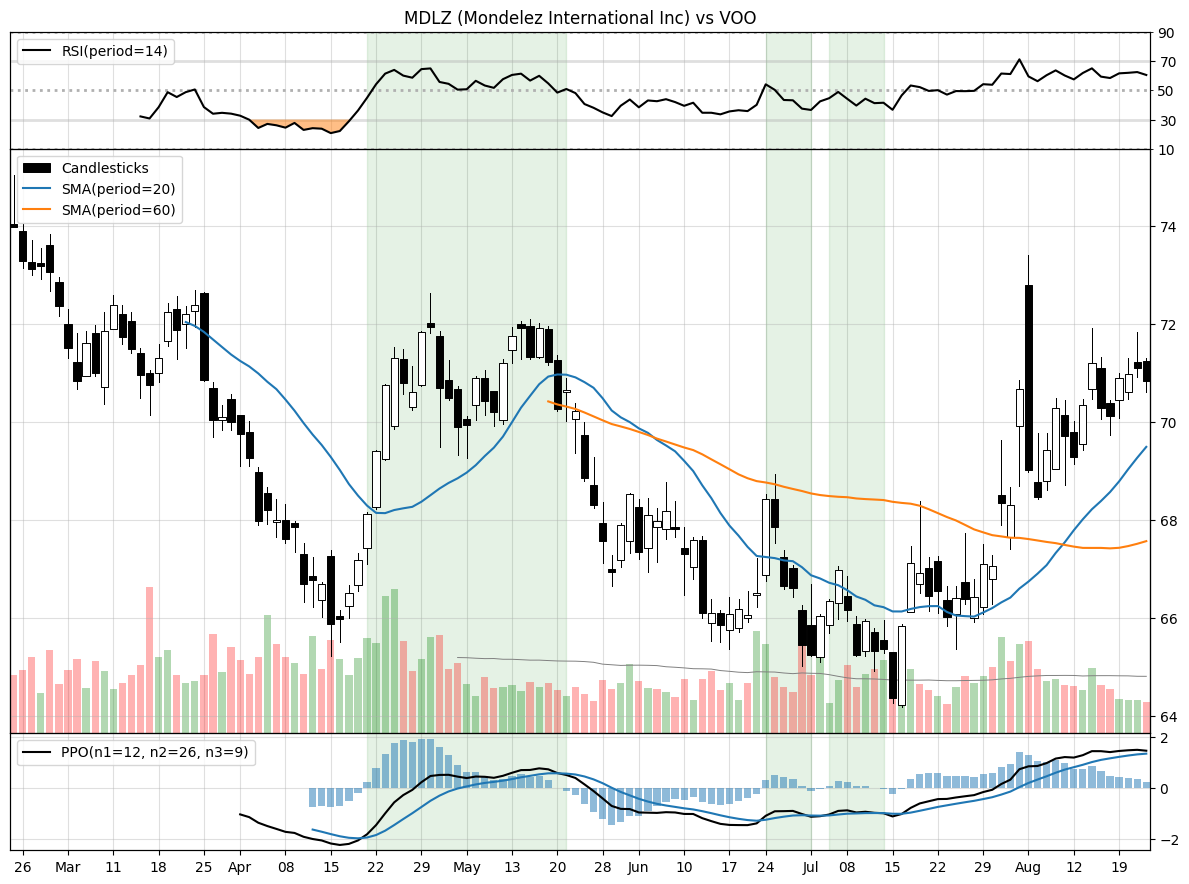 MDLZ (Mondelez International Inc) vs VOO
RSI(period=14)
90
70
50
30
10
Candlesticks
SMA(period=20)
SMA(period=60)
74
72
70
68
66
64
PPO(n1=12, n2=26, n3=9)
2
0
−2
26 Mar 11 18 25 Apr 08 15 22 29 May 13 20 28 Jun 10 17 24 Jul 08 15 22 29 Aug 12 19